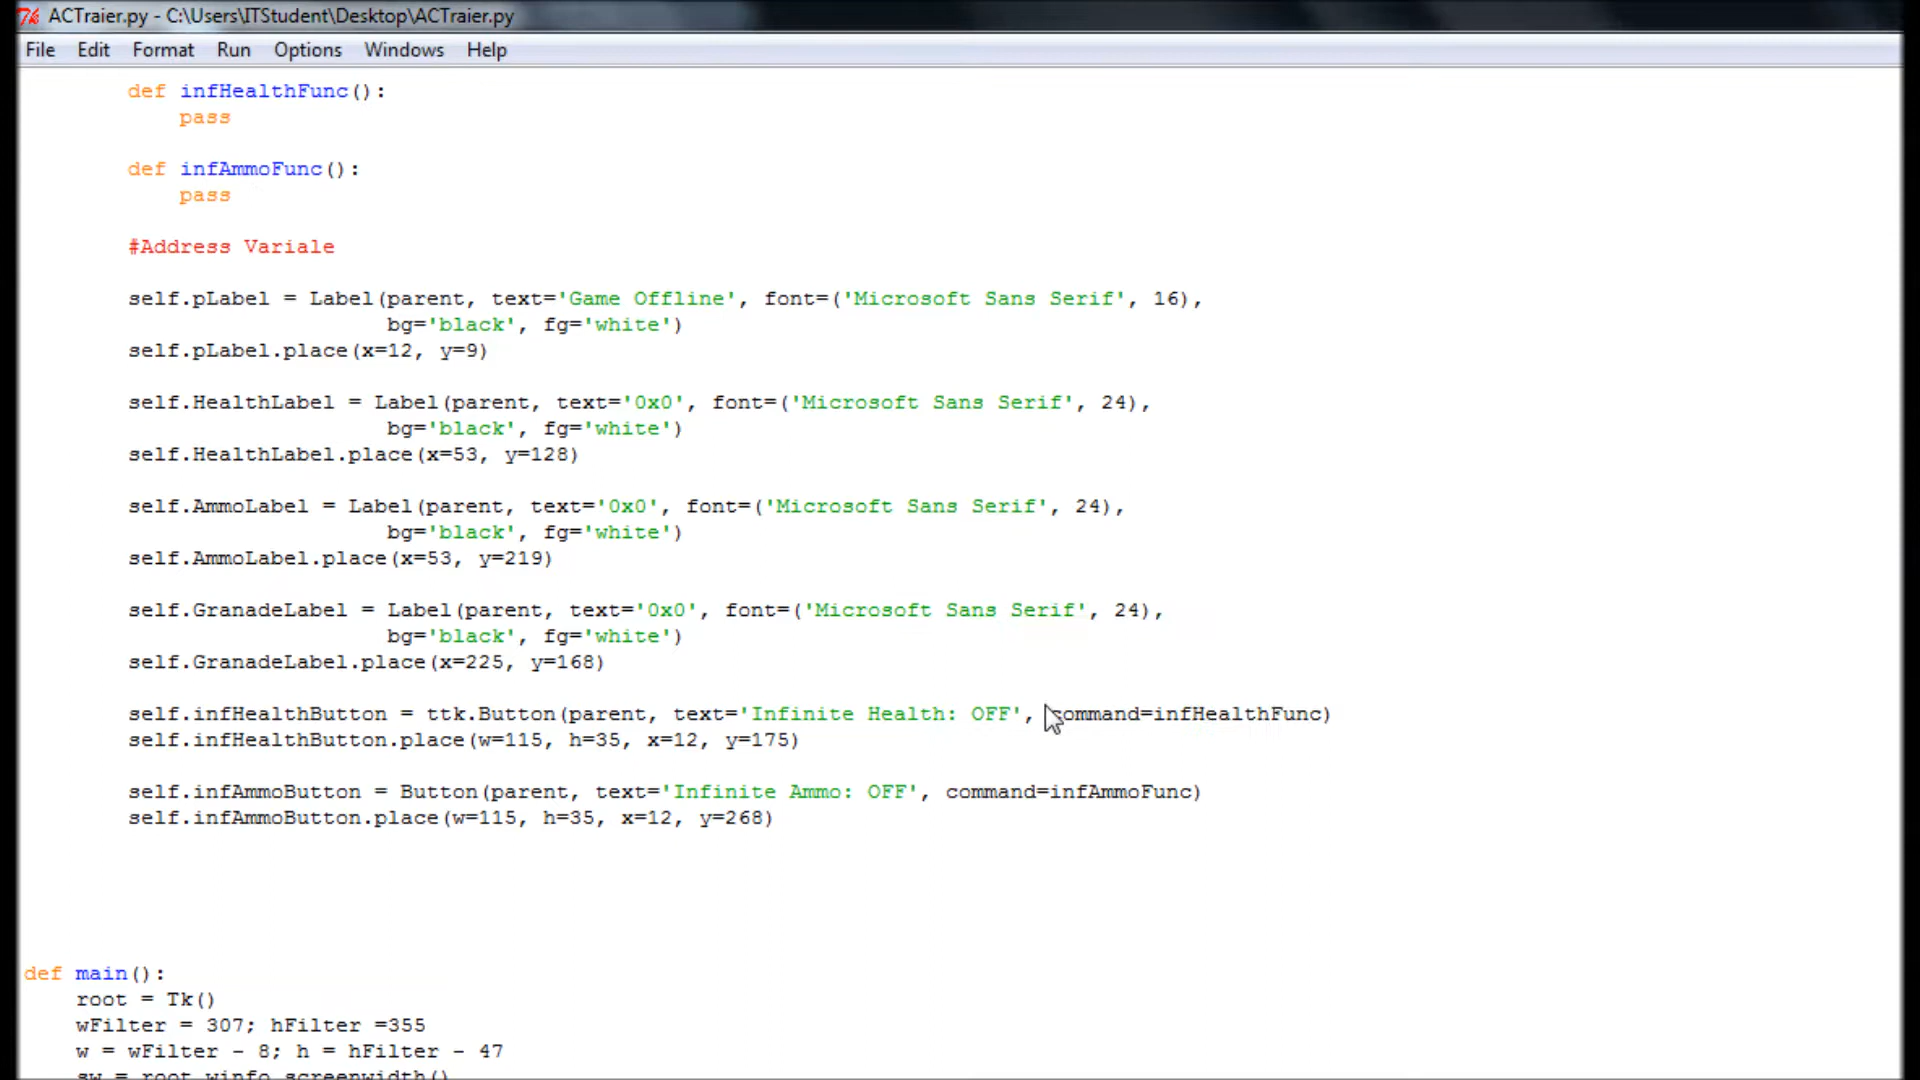 ACTraier.py - C:\Users\ITStudent\Desktop\ACTraier.py
File Edit Format Run Options Windows Help
def infHealthFunc():
pass
def infAmmoFunc():
pass
#Address Variale
self.pLabel = Label(parent, text='Game Offline', font=('Microsoft Sans Serif', 16),
bg='black', fg='white')
self.pLabel.place(x=12, y=9)
self.HealthLabel = Label(parent, text='0x0', font=('Microsoft Sans Serif', 24),
bg='black', fg='white')
self.HealthLabel.place(x=53, y=128)
self.AmmoLabel = Label(parent, text='0x0', font=('Microsoft Sans Serif', 24),
bg='black', fg='white')
self.AmmoLabel.place(x=53, y=219)
self.GranadeLabel = Label(parent, text='0x0', font=('Microsoft Sans Serif', 24),
bg='black', fg='white')
self.GranadeLabel.place(x=225, y=168)
self.infHealthButton = ttk.Button(parent, text='Infinite Health: OFF', command=infHealthFunc)
self.infHealthButton.place(w=115, h=35, x=12, y=175)
self.infAmmoButton = Button(parent, text='Infinite Ammo: OFF', command=infAmmoFunc)
self.infAmmoButton.place(w=115, h=35, x=12, y=268)
def main():
root = Tk()
wFilter = 307; hFilter =355
w = wFilter - 8; h = hFilter - 47
sw = root.winfo_screenwidth()